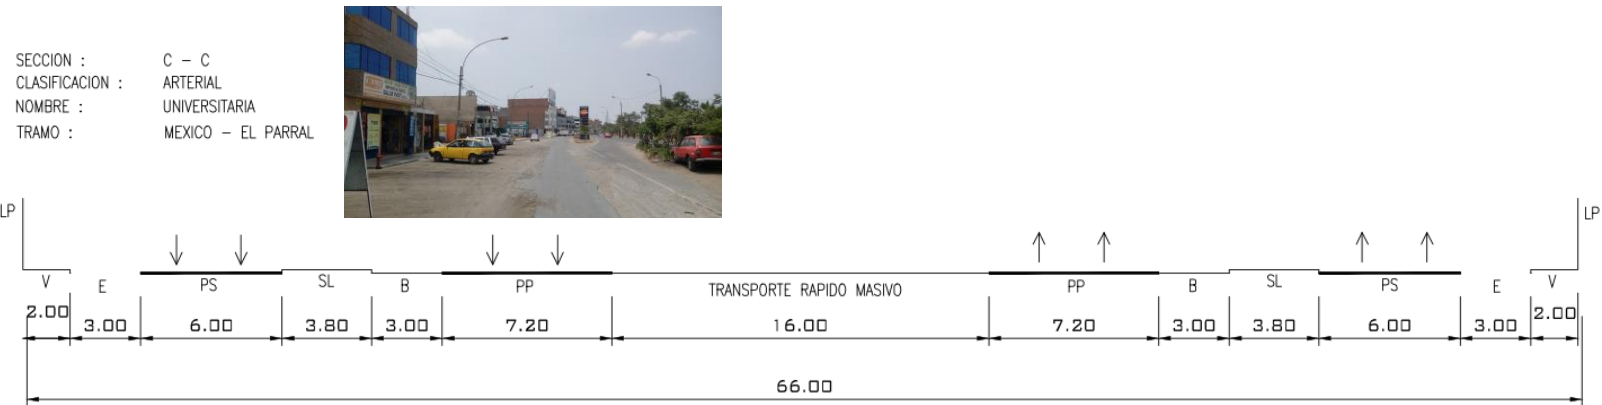 SECCION : C – C
CLASIFICACION : ARTERIAL
NOMBRE : UNIVERSITARIA
TRAMO : MEXICO – EL PARRAL
LP LP
V E PS SL B PP TRANSPORTE RAPIDO MASIVO PP B SL PS E V
2.00 3.00 6.00 3.80 3.00 7.20 16.00 7.20 3.00 3.80 6.00 3.00 2.00
66.00